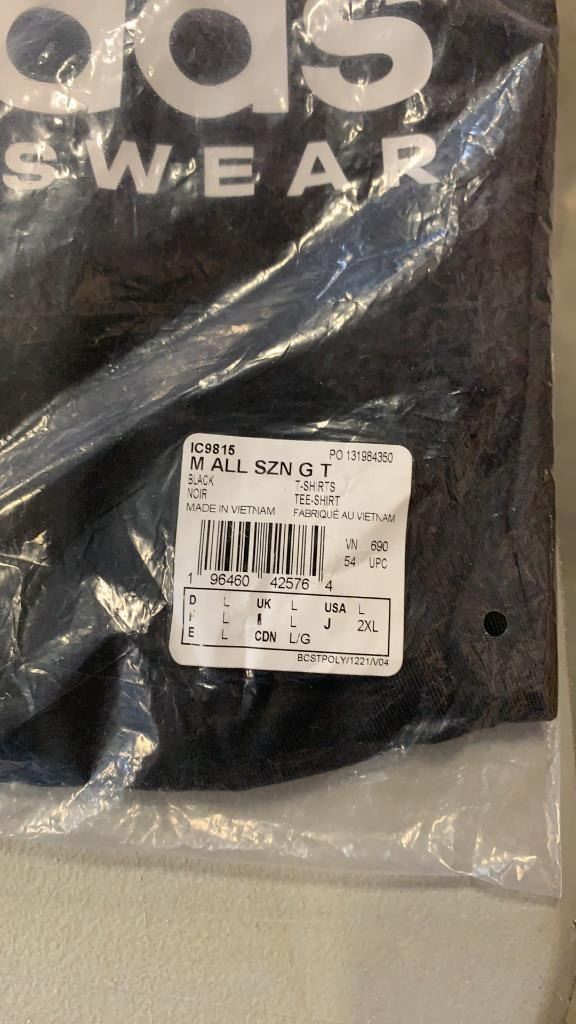 das
SWEAR
IC9815 PO 131984350
M ALL SZN G T
BLACK T-SHIRTS
NOIR TEE-SHIRT
MADE IN VIETNAM FABRIQUÉ AU VIETNAM
VN 690
54 UPC
1 96460 42576 4
D L UK L USA L
F L I L J 2XL
E L CDN L/G
BCSTPOLY/1221/V04